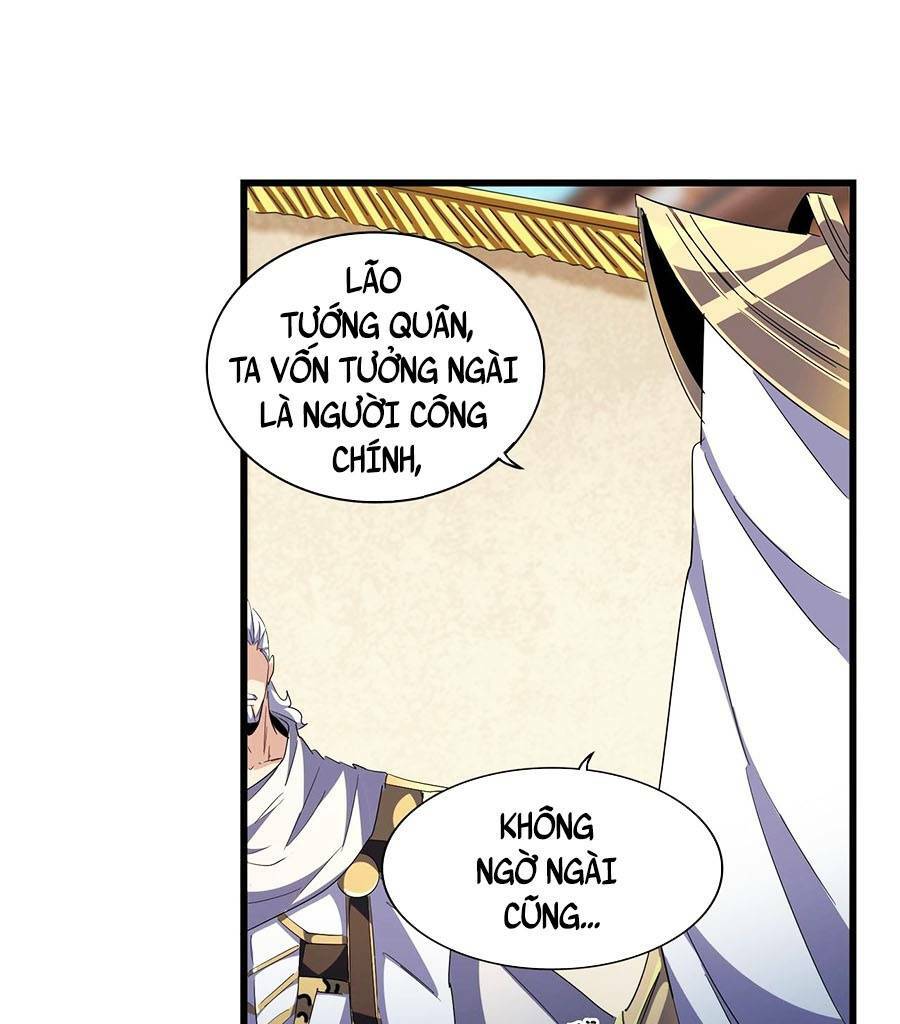 LÃO
TƯỚNG QUÂN,
TA VỐN TƯỞNG NGÀI
LÀ NGƯỜI CÔNG
CHÍNH,
KHÔNG
NGỜ NGÀI
CŨNG...